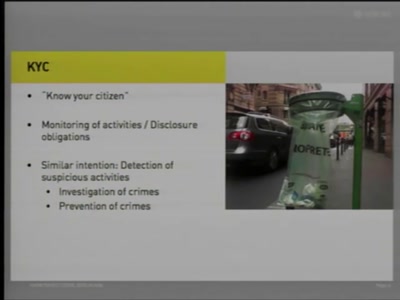 KYC
• "Know your citizen"
• Monitoring of activities / Disclosure
obligations
• Similar intention: Detection of
suspicious activities
• Investigation of crimes
• Prevention of crimes